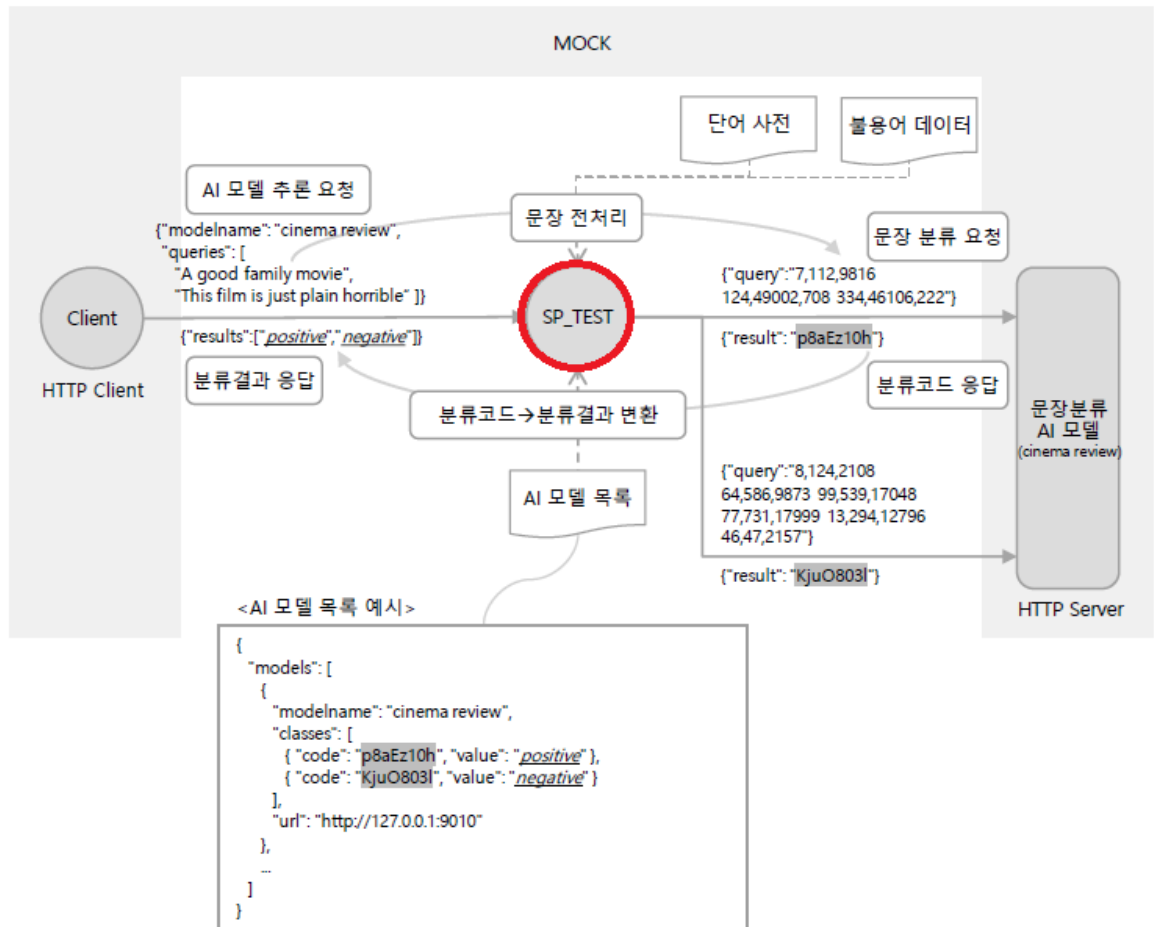 MOCK
단어 사전
불용어 데이터
AI 모델 추론 요청
문장 전처리
문장 분류 요청
{"modelname": "cinema review",
"queries": [
"A good family movie",
"This film is just plain horrible" ]}
{"query":"7,112,9816
124,49002,708 334,46106,222"}
Client
SP_TEST
{"results":["positive","negative"]}
{"result": "p8aEz10h"}
HTTP Client
분류결과 응답
분류코드 응답
분류코드→분류결과 변환
문장분류
AI 모델
(cinema review)
AI 모델 목록
{"query":"8,124,2108
64,586,9873 99,539,17048
77,731,17999 13,294,12796
46,47,2157"}
{"result": "KjuO803l"}
HTTP Server
<AI 모델 목록 예시>
{
"models": [
{
"modelname": "cinema review",
"classes": [
{ "code": "p8aEz10h", "value": "positive" },
{ "code": "KjuO803l", "value": "negative" }
],
"url": "http://127.0.0.1:9010"
},
...
]
}